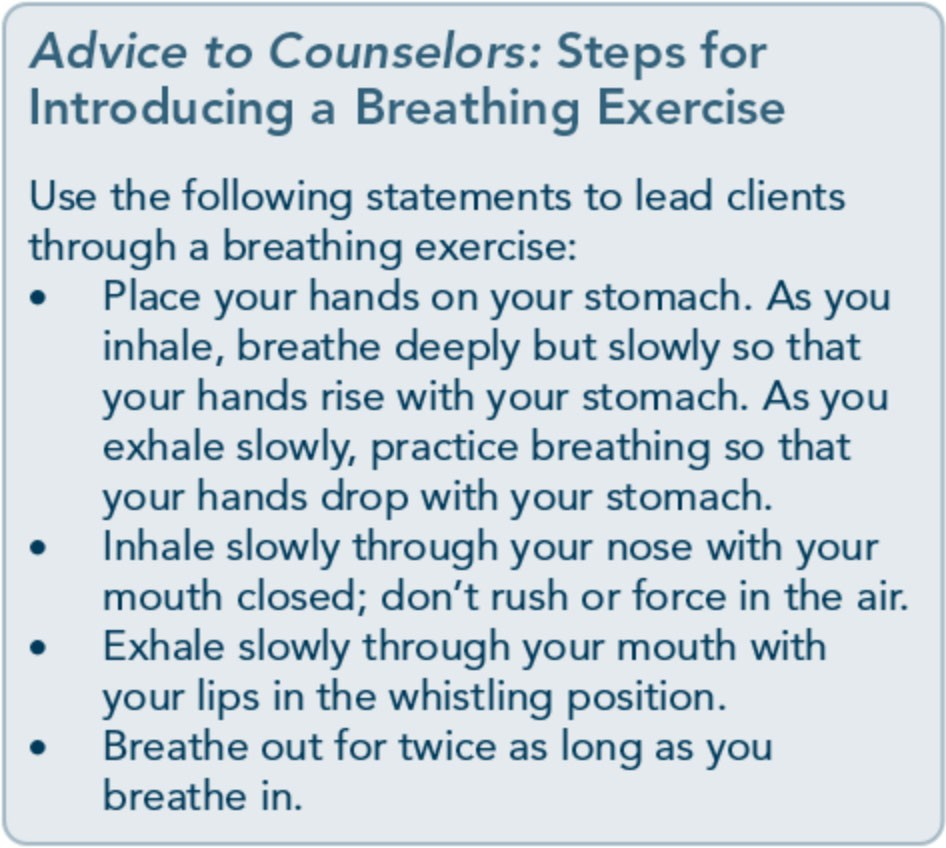 Advice to Counselors: Steps for
Introducing a Breathing Exercise
Use the following statements to lead clients
through a breathing exercise:
• Place your hands on your stomach. As you
inhale, breathe deeply but slowly so that
your hands rise with your stomach. As you
exhale slowly, practice breathing so that
your hands drop with your stomach.
• Inhale slowly through your nose with your
mouth closed; don’t rush or force in the air.
• Exhale slowly through your mouth with
your lips in the whistling position.
• Breathe out for twice as long as you
breathe in.